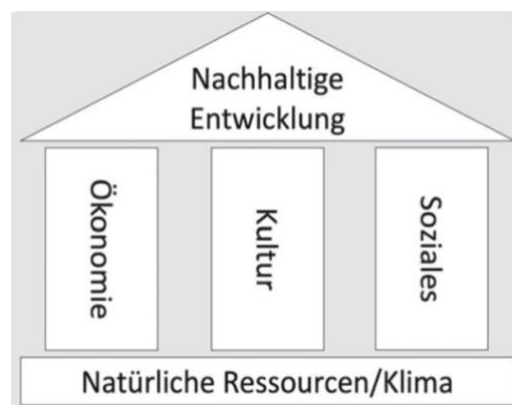 Nachhaltige
Entwicklung
Ökonomie
Kultur
Soziales
Natürliche Ressourcen/Klima